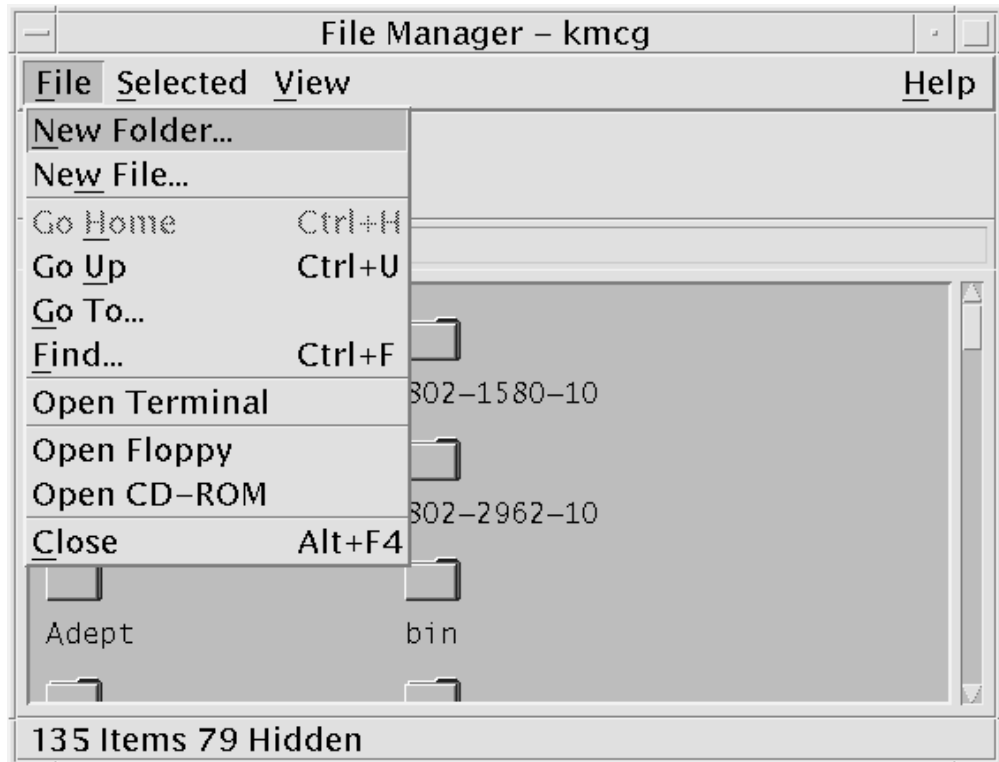 File Manager – kmcg
File Selected View Help
New Folder...
New File...
Go Home Ctrl+H
Go Up Ctrl+U
Go To...
Find... Ctrl+F
Open Terminal
Open Floppy
Open CD–ROM
Close Alt+F4
802–1580–10
802–2962–10
Adept bin
135 Items 79 Hidden